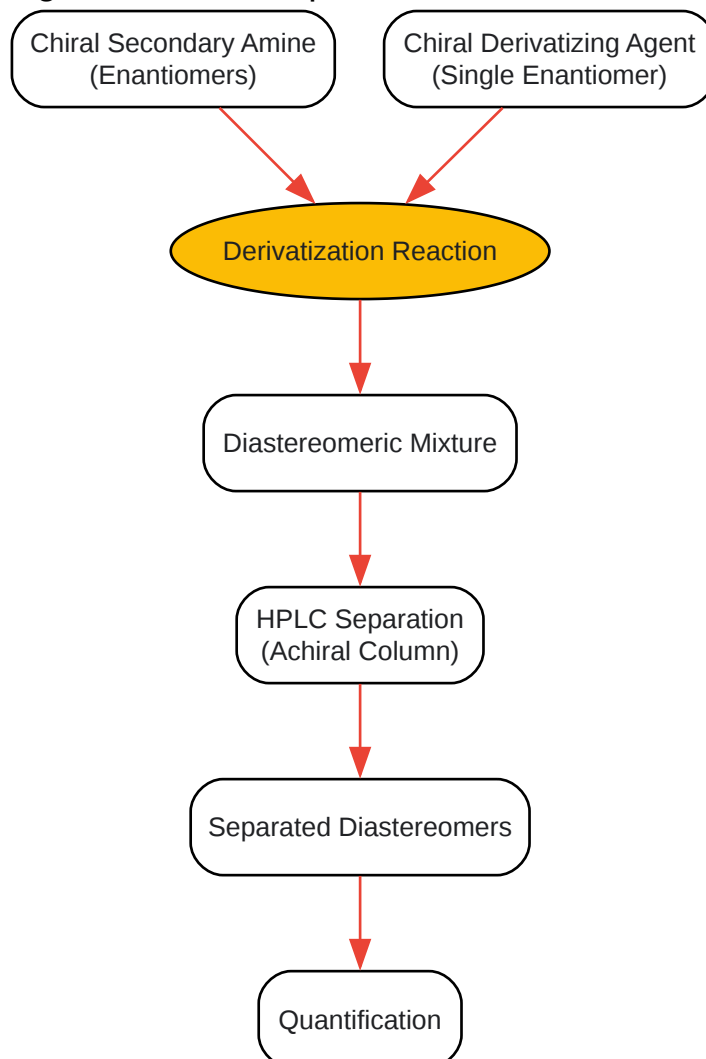 Chiral Secondary Amine
(Enantiomers)
Chiral Derivatizing Agent
(Single Enantiomer)
Derivatization Reaction
Diastereomeric Mixture
HPLC Separation
(Achiral Column)
Separated Diastereomers
Quantification